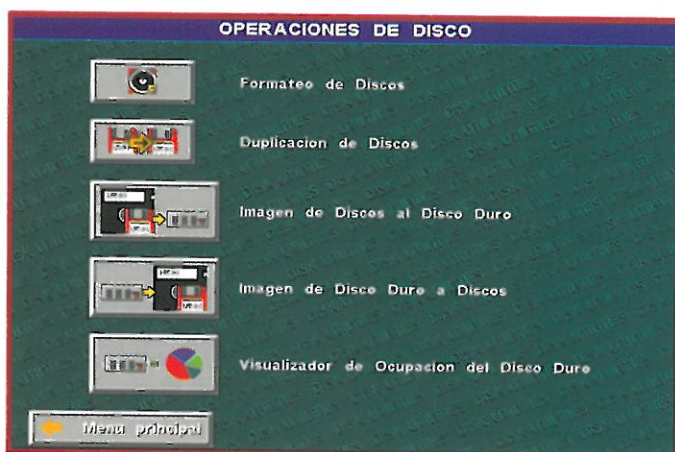 OPERACIONES DE DISCO
Formateo de Discos
Duplicacion de Discos
Imagen de Discos al Disco Duro
Imagen de Disco Duro a Discos
Visualizador de Ocupacion del Disco Duro
Menu principal